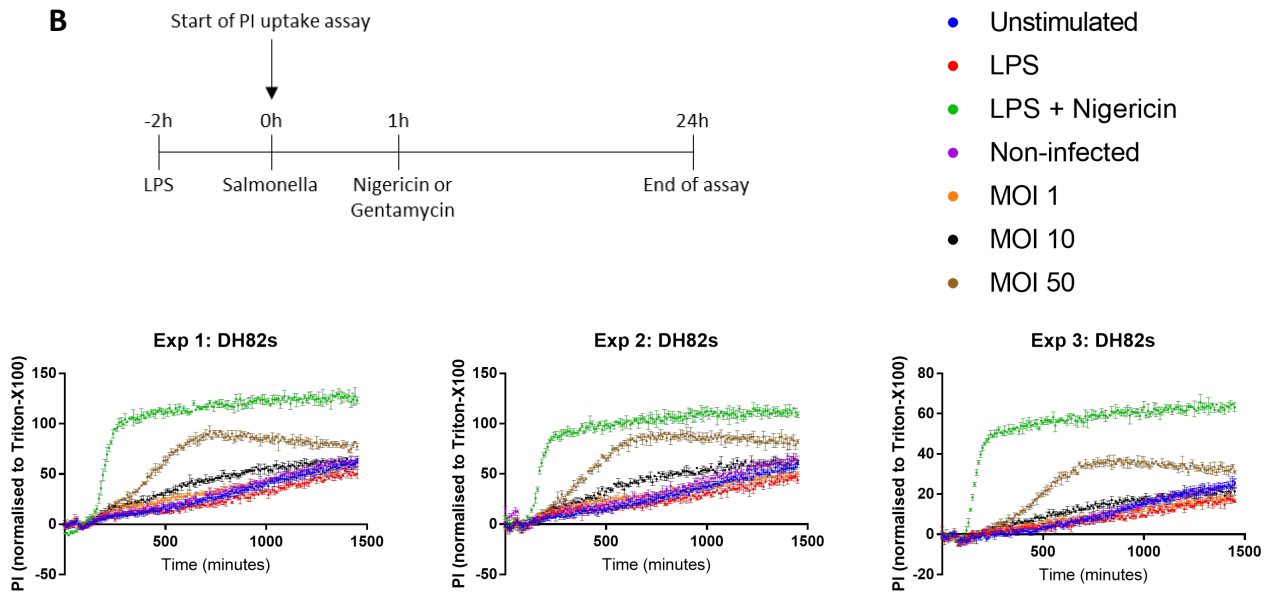 B
Start of PI uptake assay
-2h 0h 1h 24h
LPS Salmonella Nigericin or Gentamycin End of assay
Unstimulated
LPS
LPS + Nigericin
Non-infected
MOI 1
MOI 10
MOI 50
Exp 1: DH82s
PI (normalised to Triton-X100)
150
100
50
0
-50
500 1000 1500
Time (minutes)
Exp 2: DH82s
PI (normalised to Triton-X100
150
100
50
0
-50
500 1000 1500
Time (minutes)
Exp 3: DH82s
PI (normalised to Triton-X100)
80
60
40
20
0
-20
500 1000 1500
Time (minutes)